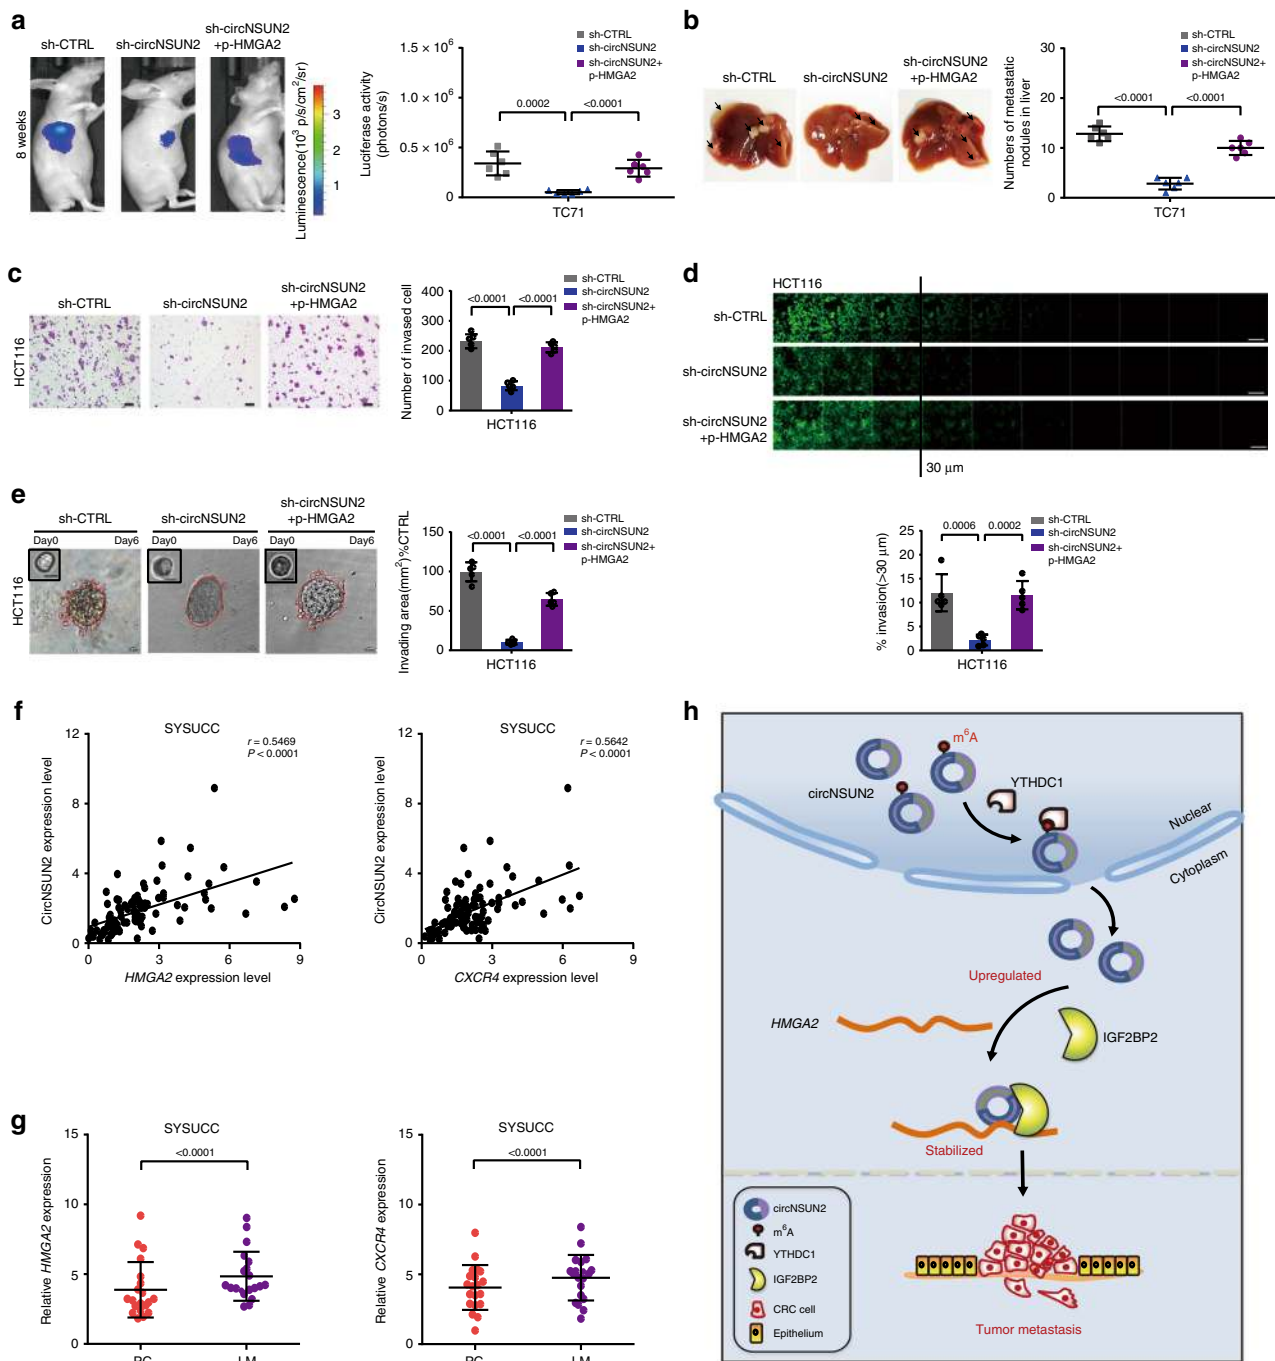 a
sh-CTRL
sh-circNSUN2
sh-circNSUN2
+p-HMGA2
8 weeks
3
2
1
Luminescence(10³ p/s/cm²/sr)
Luciferase activity
(photons/s)
1.5 × 10⁶
1.0 × 10⁶
0.5 × 10⁶
0
0.0002
<0.0001
TC71
sh-CTRL
sh-circNSUN2
sh-circNSUN2+
p-HMGA2
b
sh-CTRL
sh-circNSUN2
sh-circNSUN2
+p-HMGA2
Numbers of metastatic
nodules in liver
30
20
10
0
<0.0001
<0.0001
TC71
sh-CTRL
sh-circNSUN2
sh-circNSUN2+
p-HMGA2
c
sh-CTRL
sh-circNSUN2
sh-circNSUN2
+p-HMGA2
HCT116
Number of invased cell
400
300
200
100
0
<0.0001
<0.0001
HCT116
sh-CTRL
sh-circNSUN2
sh-circNSUN2+
p-HMGA2
d
HCT116
sh-CTRL
sh-circNSUN2
sh-circNSUN2
+p-HMGA2
30 μm
% invasion(>30 μm)
25
20
15
10
5
0
0.0006
0.0002
HCT116
sh-CTRL
sh-circNSUN2
sh-circNSUN2+
p-HMGA2
e
sh-CTRL
sh-circNSUN2
sh-circNSUN2
+p-HMGA2
Day0 Day6
Day0 Day6
Day0 Day6
HCT116
Invading area(mm²)%CTRL
150
100
50
0
<0.0001
<0.0001
HCT116
sh-CTRL
sh-circNSUN2
sh-circNSUN2+
p-HMGA2
f
SYSUCC
r = 0.5469
P < 0.0001
CircNSUN2 expression level
12
8
4
0
0 3 6 9
HMGA2 expression level
SYSUCC
r = 0.5642
P < 0.0001
CircNSUN2 expression level
12
8
4
0
0 3 6 9
CXCR4 expression level
g
SYSUCC
<0.0001
Relative HMGA2 expression
15
10
5
0
PC LM
SYSUCC
<0.0001
Relative CXCR4 expression
15
10
5
0
PC LM
h
m⁶A
circNSUN2
YTHDC1
Nuclear
Cytoplasm
Upregulated
HMGA2
IGF2BP2
Stabilized
circNSUN2
m⁶A
YTHDC1
IGF2BP2
CRC cell
Epithelium
Tumor metastasis